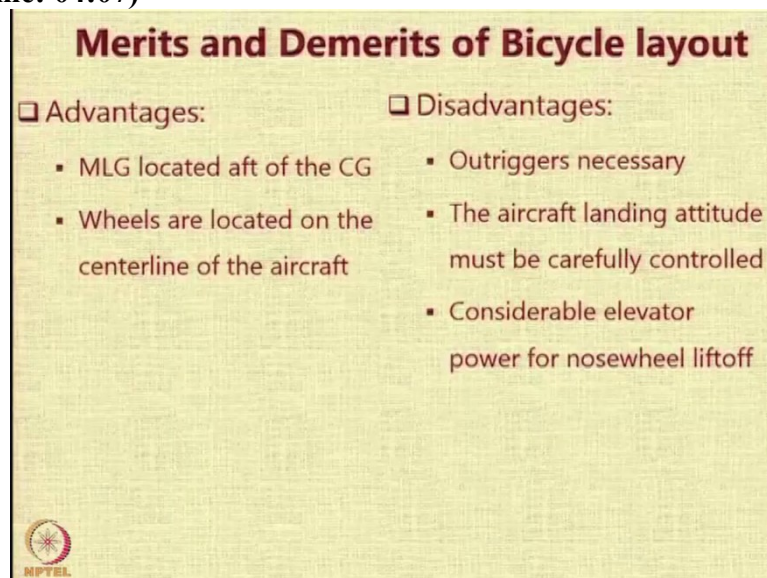 04:07)
Merits and Demerits of Bicycle layout
Advantages:
▪ MLG located aft of the CG
▪ Wheels are located on the
centerline of the aircraft
Disadvantages:
▪ Outriggers necessary
▪ The aircraft landing attitude
must be carefully controlled
▪ Considerable elevator
power for nosewheel liftoff
NPTEL